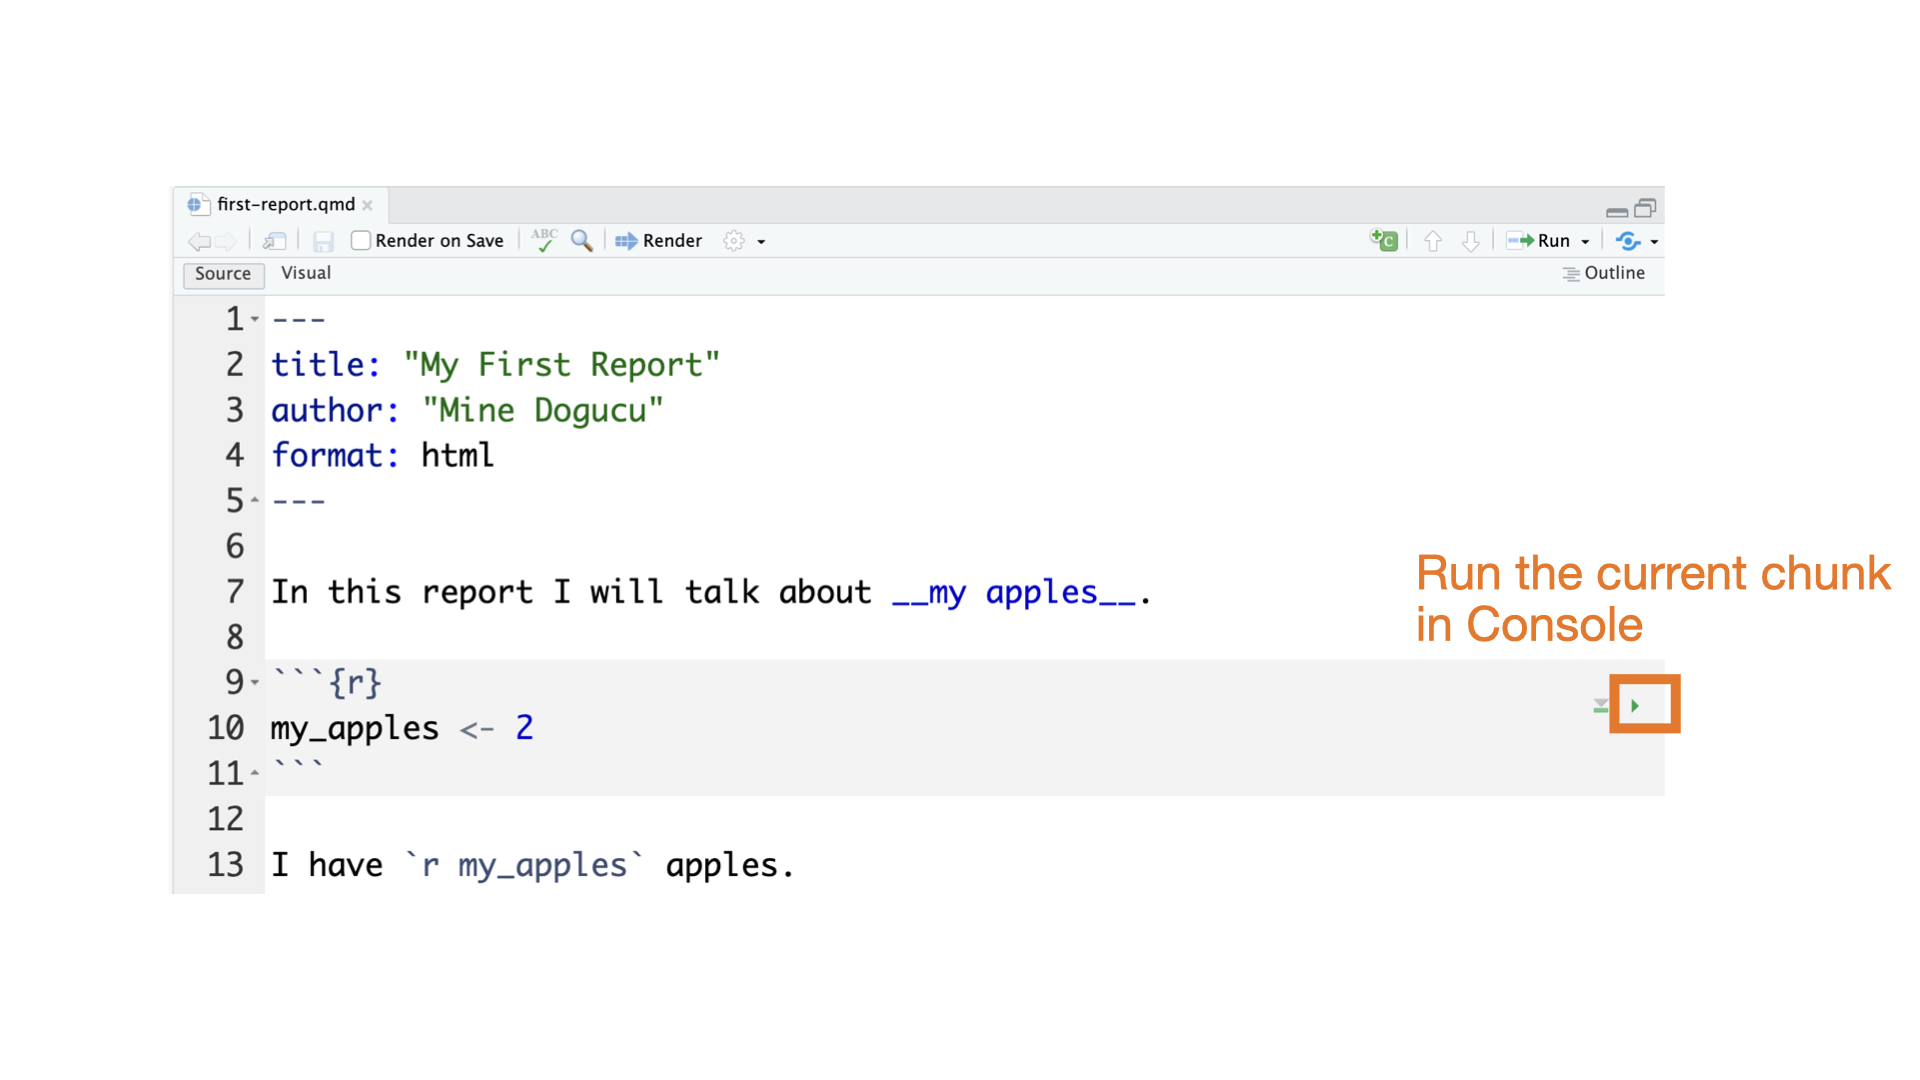 first-report.qmd
Render on Save ABC Render C Run
Source Visual Outline
1 ---
2 title: "My First Report"
3 author: "Mine Dogucu"
4 format: html
5 ---
6
7 In this report I will talk about __my apples__.
8
Run the current chunk
in Console
9 ```{r}
10 my_apples <- 2
11 ```
12
13 I have `r my_apples` apples.